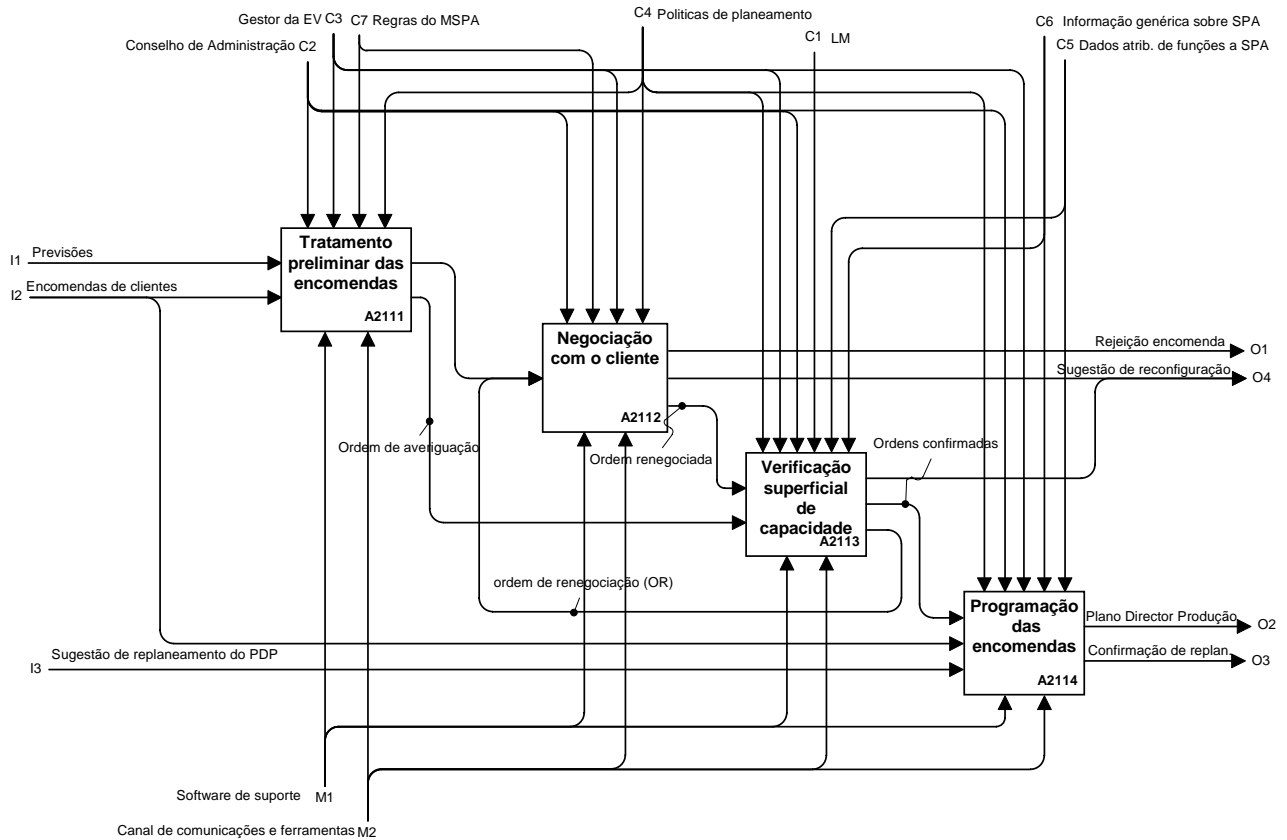 Gestor da EV C3
C7 Regras do MSPA
C4 Politicas de planeamento
C6 Informação genérica sobre SPA
Conselho de Administração C2
C1 LM
C5 Dados atrib. de funções a SPA
I1 Previsões
I2 Encomendas de clientes
Tratamento
preliminar das
encomendas
A2111
Negociação
com o cliente
A2112
Rejeição encomenda O1
Sugestão de reconfiguração O4
Ordem de averiguação
Ordem renegociada
Ordens confirmadas
Verificação
superficial
de
capacidade
A2113
ordem de renegociação (OR)
Programação
das
encomendas
A2114
Plano Director Produção O2
Confirmação de replan. O3
I3 Sugestão de replaneamento do PDP
Software de suporte M1
Canal de comunicações e ferramentas M2